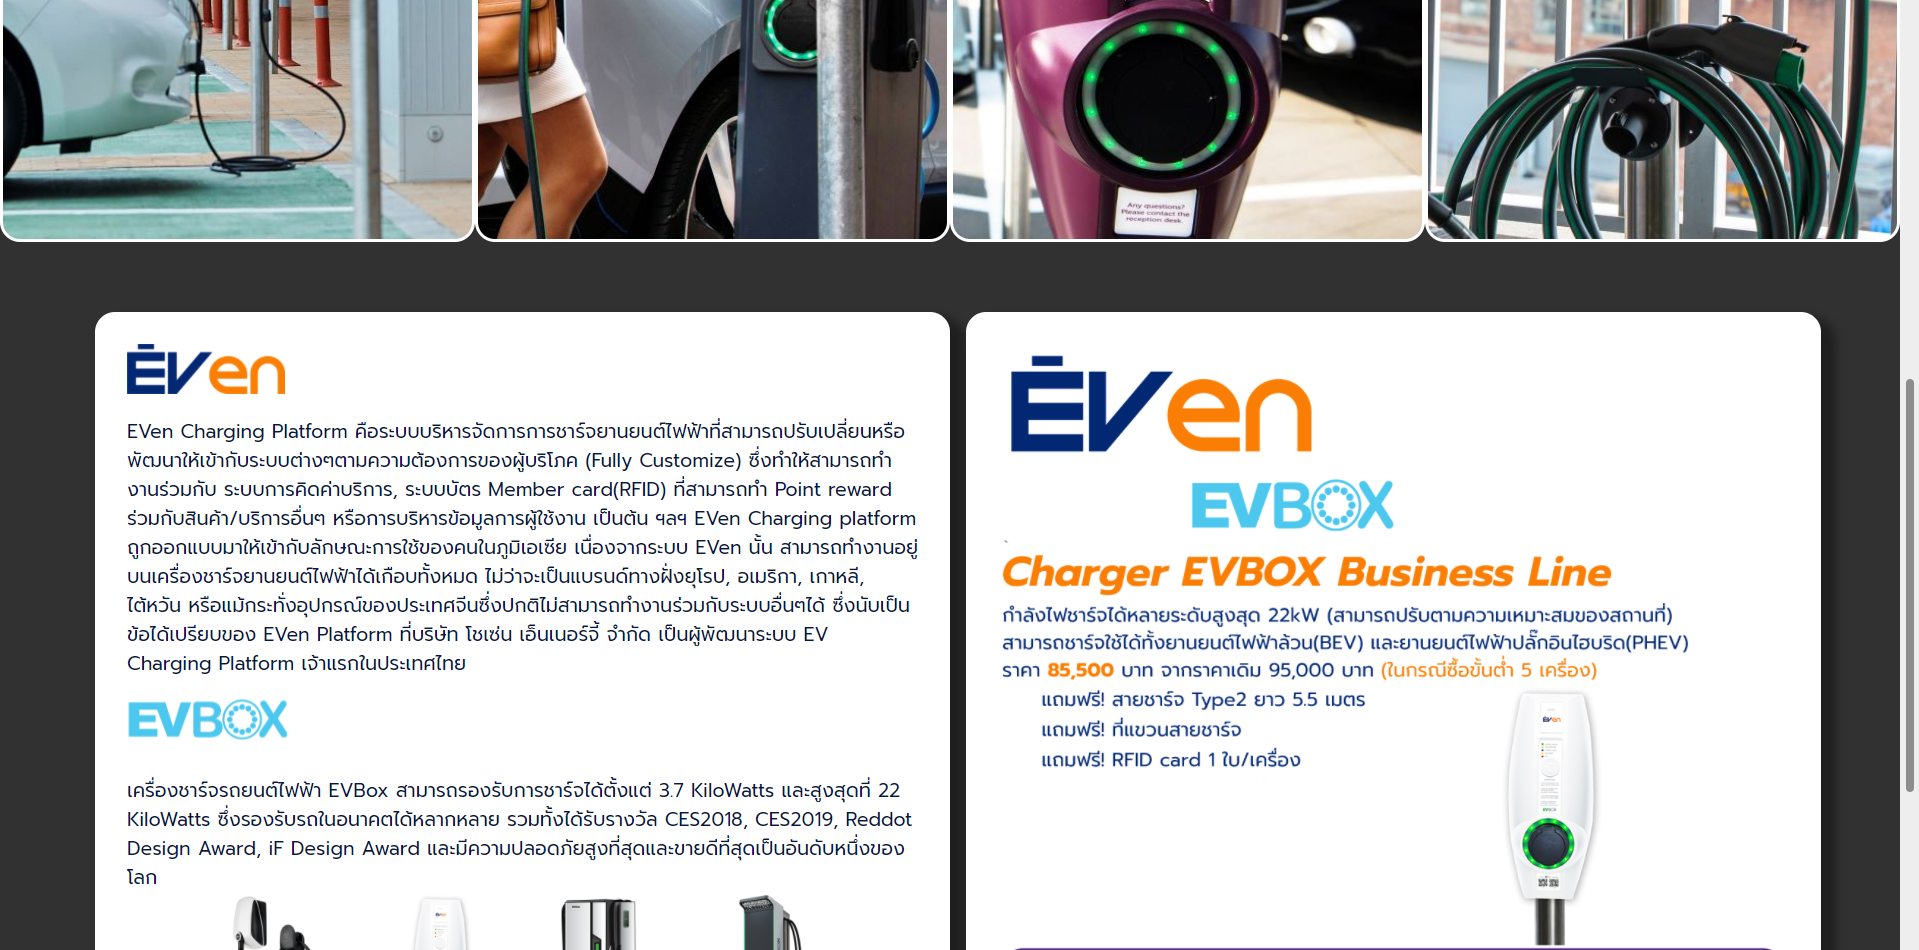 Any questions?
Please contact the
reception desk.
ĒVen
EVen Charging Platform คือระบบบริหารจัดการการชาร์จยานยนต์ไฟฟ้าที่สามารถปรับเปลี่ยนหรือ
พัฒนาให้เข้ากับระบบต่างๆตามความต้องการของผู้บริโภค (Fully Customize) ซึ่งทำให้สามารถทำ
งานร่วมกับ ระบบการคิดค่าบริการ, ระบบบัตร Member card(RFID) ที่สามารถทำ Point reward
ร่วมกับสินค้า/บริการอื่นๆ หรือการบริหารข้อมูลการผู้ใช้งาน เป็นต้น ฯลฯ EVen Charging platform
ถูกออกแบบมาให้เข้ากับลักษณะการใช้ของคนในภูมิเอเซีย เนื่องจากระบบ EVen นั้น สามารถทำงานอยู่
บนเครื่องชาร์จยานยนต์ไฟฟ้าได้เกือบทั้งหมด ไม่ว่าจะเป็นแบรนด์ทางฝั่งยุโรป, อเมริกา, เกาหลี,
ไต้หวัน หรือแม้กระทั่งอุปกรณ์ของประเทศจีนซึ่งปกติไม่สามารถทำงานร่วมกับระบบอื่นๆได้ ซึ่งนับเป็น
ข้อได้เปรียบของ EVen Platform ที่บริษัท โชเซ่น เอ็นเนอร์จี้ จำกัด เป็นผู้พัฒนาระบบ EV
Charging Platform เจ้าแรกในประเทศไทย
EVBOX
เครื่องชาร์จรถยนต์ไฟฟ้า EVBox สามารถรองรับการชาร์จได้ตั้งแต่ 3.7 KiloWatts และสูงสุดที่ 22
KiloWatts ซึ่งรองรับรถในอนาคตได้หลากหลาย รวมทั้งได้รับรางวัล CES2018, CES2019, Reddot
Design Award, iF Design Award และมีความปลอดภัยสูงที่สุดและขายดีที่สุดเป็นอันดับหนึ่งของ
โลก
ĒVen
EVBOX
Charger EVBOX Business Line
กำลังไฟชาร์จได้หลายระดับสูงสุด 22kW (สามารถปรับตามความเหมาะสมของสถานที่)
สามารถชาร์จใช้ได้ทั้งยานยนต์ไฟฟ้าล้วน(BEV) และยานยนต์ไฟฟ้าปลั๊กอินไฮบริด(PHEV)
ราคา 85,500 บาท จากราคาเดิม 95,000 บาท (ในกรณีซื้อขั้นต่ำ 5 เครื่อง)
แถมฟรี! สายชาร์จ Type2 ยาว 5.5 เมตร
แถมฟรี! ที่แขวนสายชาร์จ
แถมฟรี! RFID card 1 ใบ/เครื่อง
ĒVen